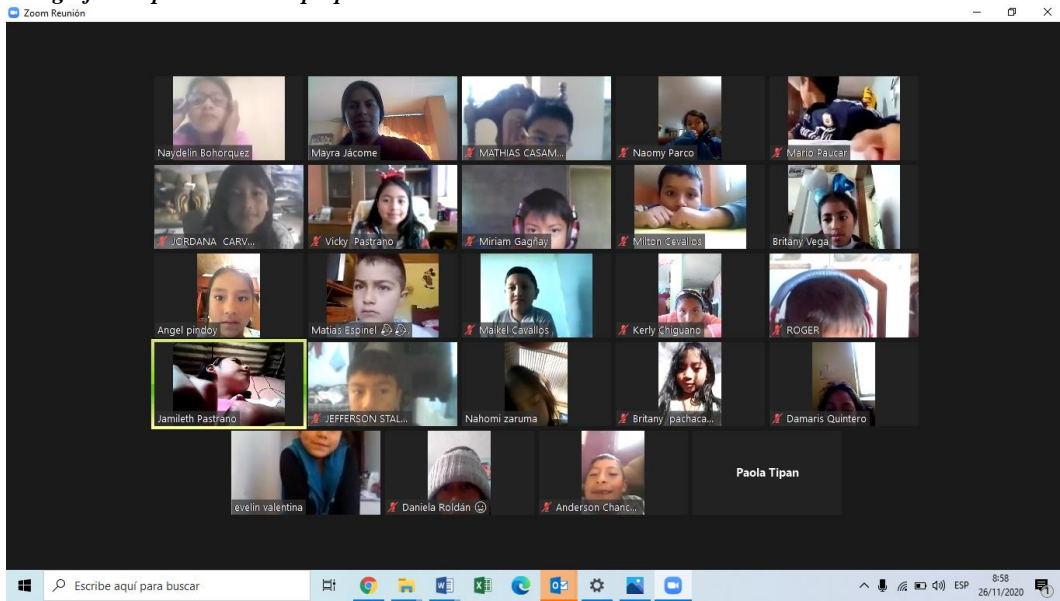 Zoom Reunión
Naydelin Bohorquez
Mayra Jácome
MATHIAS CASAM...
Naomy Parco
Mario Paucar
JORDANA CARV...
Vicky Pastrano
Miriam Gagñay
Milton Cevallos
Britany Vega
Angel pindoy
Matias Espinel
Maikel Cavallos
Kerly Chiguano
ROGER
Jamileth Pastrano
JEFFERSON STAL...
Nahomi zaruma
Britany pachaca...
Damaris Quintero
evelin valentina
Daniela Roldán
Anderson Chanc...
Paola Tipan
Escribe aquí para buscar
ESP
8:58
26/11/2020